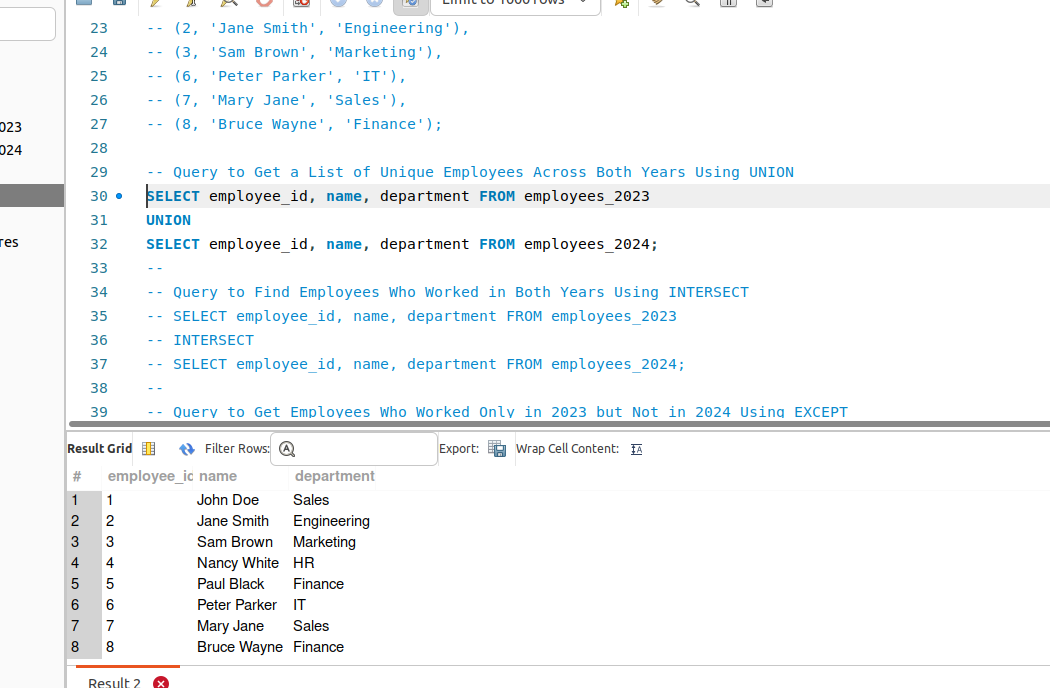 Limit to 1000 rows
23 -- (2, 'Jane Smith', 'Engineering'),
24 -- (3, 'Sam Brown', 'Marketing'),
25 -- (6, 'Peter Parker', 'IT'),
26 -- (7, 'Mary Jane', 'Sales'),
27 -- (8, 'Bruce Wayne', 'Finance');
28
29 -- Query to Get a List of Unique Employees Across Both Years Using UNION
30 SELECT employee_id, name, department FROM employees_2023
31 UNION
32 SELECT employee_id, name, department FROM employees_2024;
33 --
34 -- Query to Find Employees Who Worked in Both Years Using INTERSECT
35 -- SELECT employee_id, name, department FROM employees_2023
36 -- INTERSECT
37 -- SELECT employee_id, name, department FROM employees_2024;
38 --
39 -- Query to Get Employees Who Worked Only in 2023 but Not in 2024 Using EXCEPT
023
024
res
Result Grid Filter Rows: Export: Wrap Cell Content:
# employee_id name department
1 1 John Doe Sales
2 2 Jane Smith Engineering
3 3 Sam Brown Marketing
4 4 Nancy White HR
5 5 Paul Black Finance
6 6 Peter Parker IT
7 7 Mary Jane Sales
8 8 Bruce Wayne Finance
Result 2